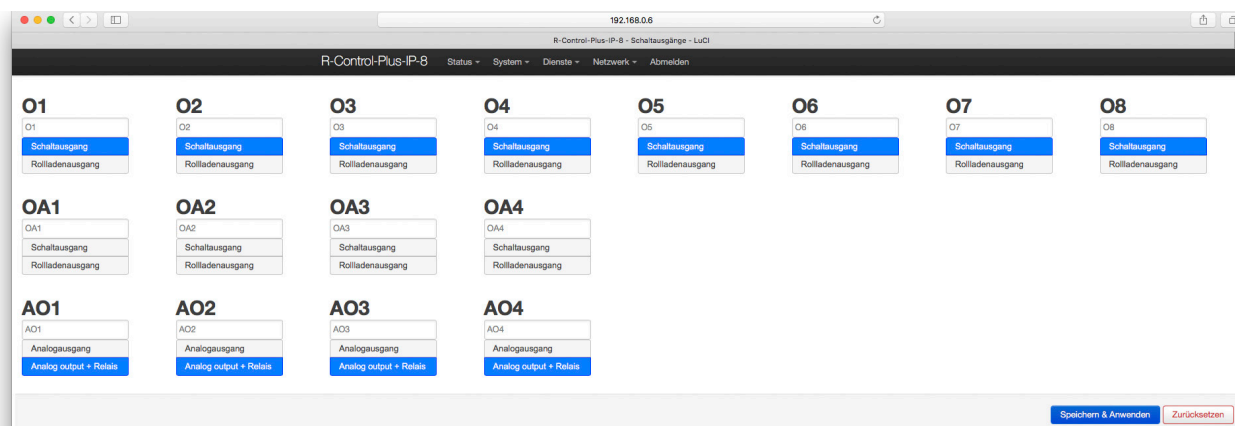 192.168.0.6
R-Control-Plus-IP-8 - Schaltausgänge - LuCI
R-Control-Plus-IP-8 Status System Dienste Netzwerk Abmelden
O1 O2 O3 O4 O5 O6 O7 O8
O1 O2 O3 O4 O5 O6 O7 O8
Schaltausgang Schaltausgang Schaltausgang Schaltausgang Schaltausgang Schaltausgang Schaltausgang Schaltausgang
Rollladenausgang Rollladenausgang Rollladenausgang Rollladenausgang Rollladenausgang Rollladenausgang Rollladenausgang Rollladenausgang
OA1 OA2 OA3 OA4
OA1 OA2 OA3 OA4
Schaltausgang Schaltausgang Schaltausgang Schaltausgang
Rollladenausgang Rollladenausgang Rollladenausgang Rollladenausgang
AO1 AO2 AO3 AO4
AO1 AO2 AO3 AO4
Analogausgang Analogausgang Analogausgang Analogausgang
Analog output + Relais Analog output + Relais Analog output + Relais Analog output + Relais
Speichern & Anwenden Zurücksetzen